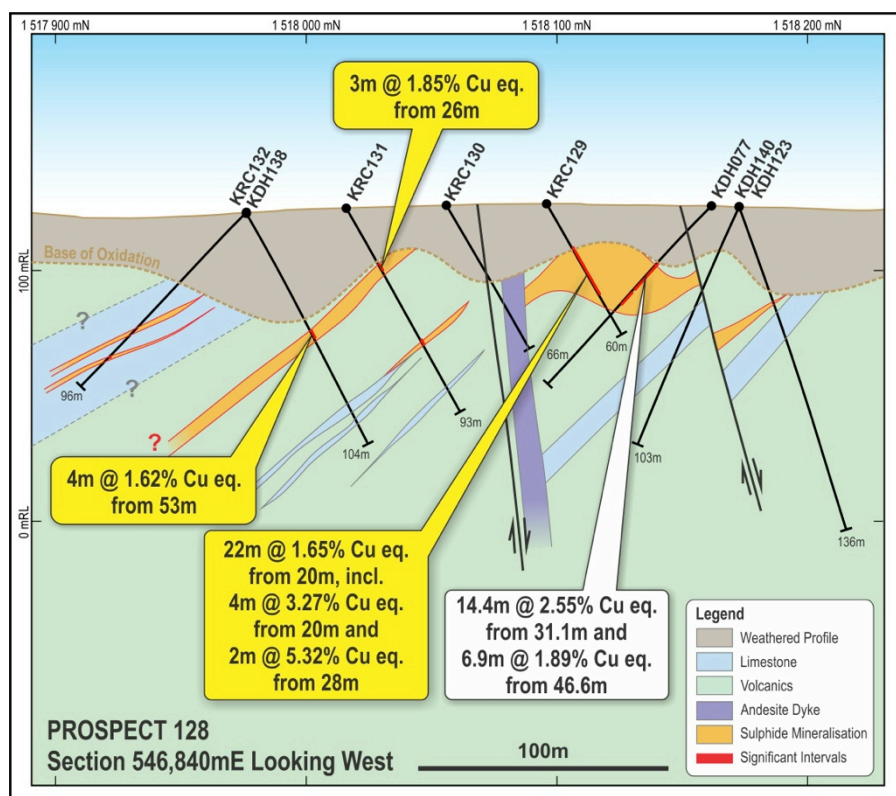 1 517 900 mN
1 518 000 mN
1 518 100 mN
1 518 200 mN
3m @ 1.85% Cu eq.
from 26m
KRC132
KDH138
KRC131
KRC130
KRC129
KDH077
KDH140
KDH123
Base of Oxidation
100 mRL
?
?
?
96m
104m
93m
66m
60m
103m
136m
0 mRL
4m @ 1.62% Cu eq.
from 53m
22m @ 1.65% Cu eq.
from 20m, incl.
4m @ 3.27% Cu eq.
from 20m and
2m @ 5.32% Cu eq.
from 28m
14.4m @ 2.55% Cu eq.
from 31.1m and
6.9m @ 1.89% Cu eq.
from 46.6m
Legend
Weathered Profile
Limestone
Volcanics
Andesite Dyke
Sulphide Mineralisation
Significant Intervals
PROSPECT 128
Section 546,840mE Looking West
100m